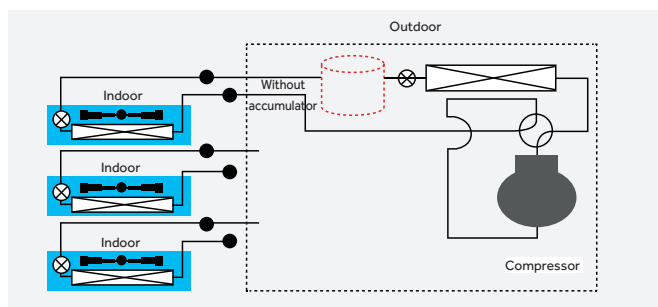 Outdoor
Indoor
Without
accumulator
Indoor
Indoor
Compressor